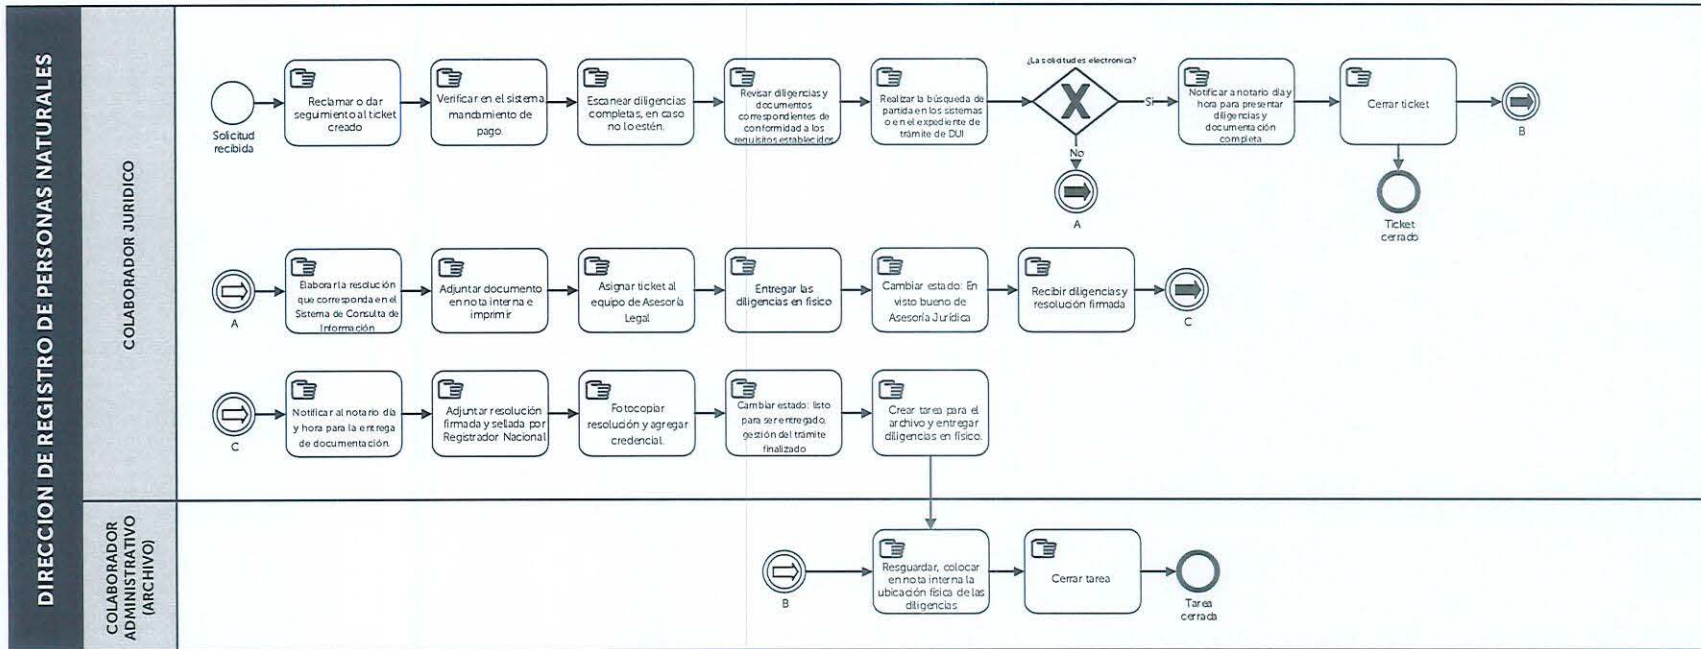 DIRECCION DE REGISTRO DE PERSONAS NATURALES
COLABORADOR JURIDICO
Solicitud
recibida
Reclamar o dar
seguimiento al ticket
creado
Verificar en el sistema
mandamiento de
pago.
Escanear diligencias
completas, en caso
no lo estén.
Revisar diligencias y
documentos
correspondientes de
conformidad a los
requisitos establecidos
Realizar la búsqueda de
partida en los sistemas
o en el expediente de
trámite de DUI
¿La solicitud es electronica?
Sí
No
A
Notificar a notario día y
hora para presentar
diligencias y
documentación
completa
Cerrar ticket
B
Ticket
cerrado
A
Elaborar la resolución
que corresponda en el
Sistema de Consulta de
Información
Adjuntar documento
en nota interna e
imprimir
Asignar ticket al
equipo de Asesoría
Legal
Entregar las
diligencias en físico
Cambiar estado: En
visto bueno de
Asesoría Jurídica
Recibir diligencias y
resolución firmada
C
C
Notificar al notario día
y hora para la entrega
de documentación.
Adjuntar resolución
firmada y sellada por
Registrador Nacional
Fotocopiar
resolución y agregar
credencial.
Cambiar estado: listo
para ser entregado,
gestión del trámite
finalizado
Crear tarea para el
archivo y entregar
diligencias en físico.
COLABORADOR
ADMINISTRATIVO
(ARCHIVO)
B
Resguardar, colocar
en nota interna la
ubicación física de las
diligencias
Cerrar tarea
Tarea
cerrada